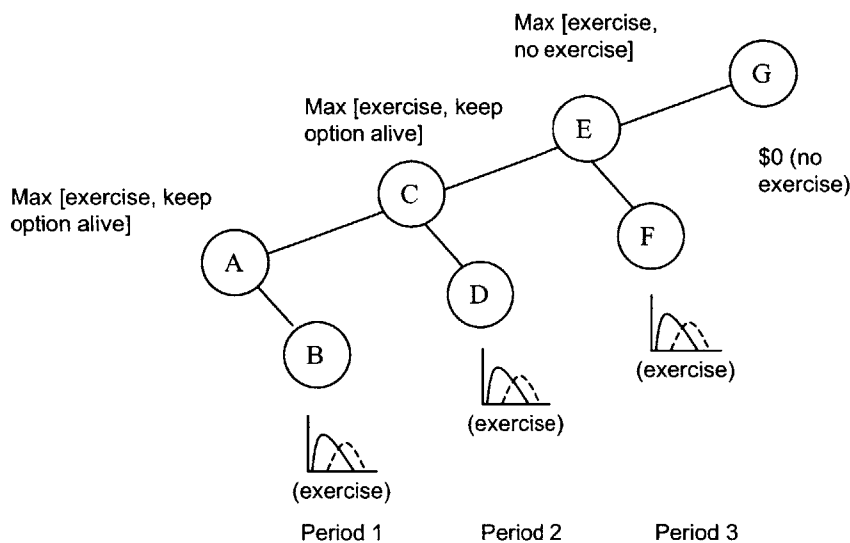 Max [exercise,
no exercise]
G
Max [exercise, keep
option alive]
E
$0 (no
exercise)
C
Max [exercise, keep
option alive]
F
A
D
B
(exercise)
(exercise)
(exercise)
Period 1 Period 2 Period 3